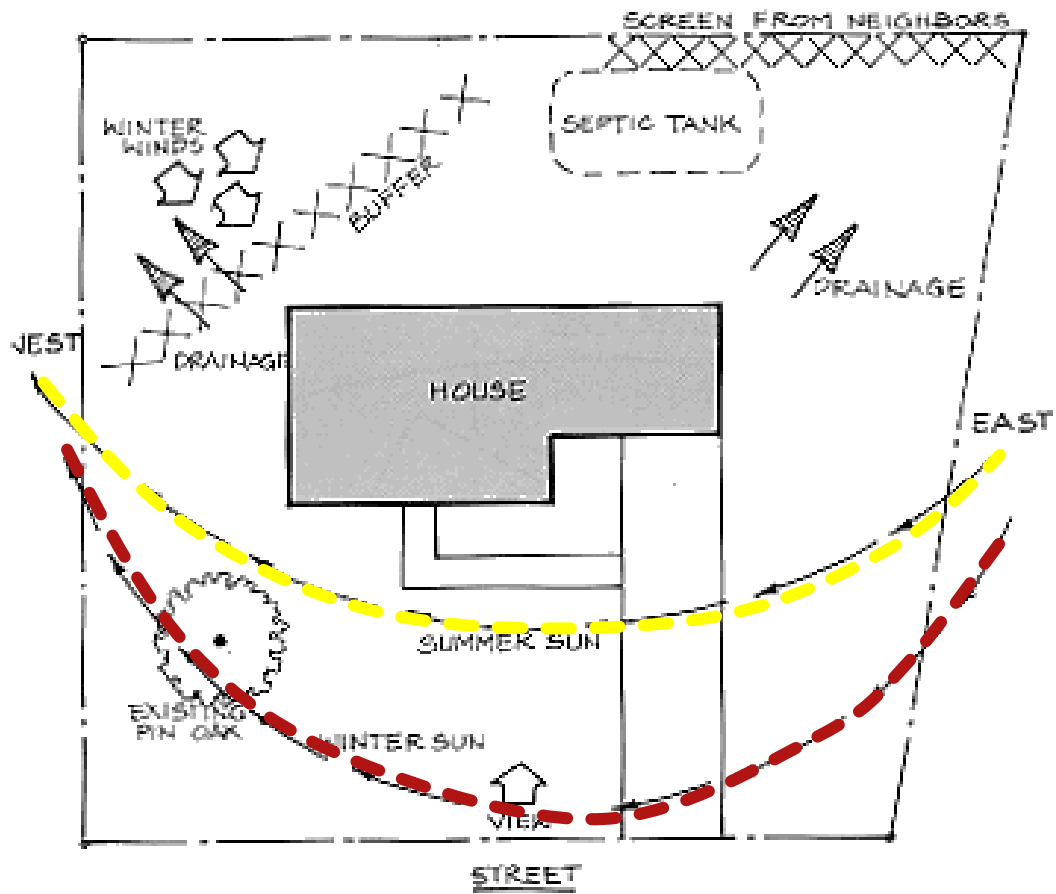 SCREEN FROM NEIGHBORS
WINTER
WINDS
SEPTIC TANK
BUFFER
DRAINAGE
WEST
DRAINAGE
HOUSE
EAST
SUMMER SUN
EXISTING
PIN OAK
WINTER SUN
VIEW
STREET